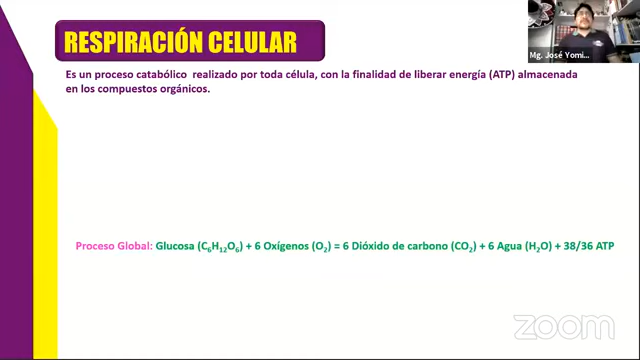 RESPIRACIÓN CELULAR
Mg. José Yomi...
Es un proceso catabólico realizado por toda célula, con la finalidad de liberar energía (ATP) almacenada
en los compuestos orgánicos.
Proceso Global: Glucosa (C₆H₁₂O₆) + 6 Oxígenos (O₂) = 6 Dióxido de carbono (CO₂) + 6 Agua (H₂O) + 38/36 ATP
zoom